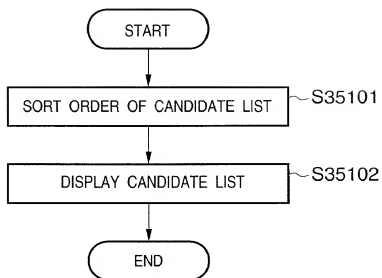 START
SORT ORDER OF CANDIDATE LIST
S35101
DISPLAY CANDIDATE LIST
S35102
END